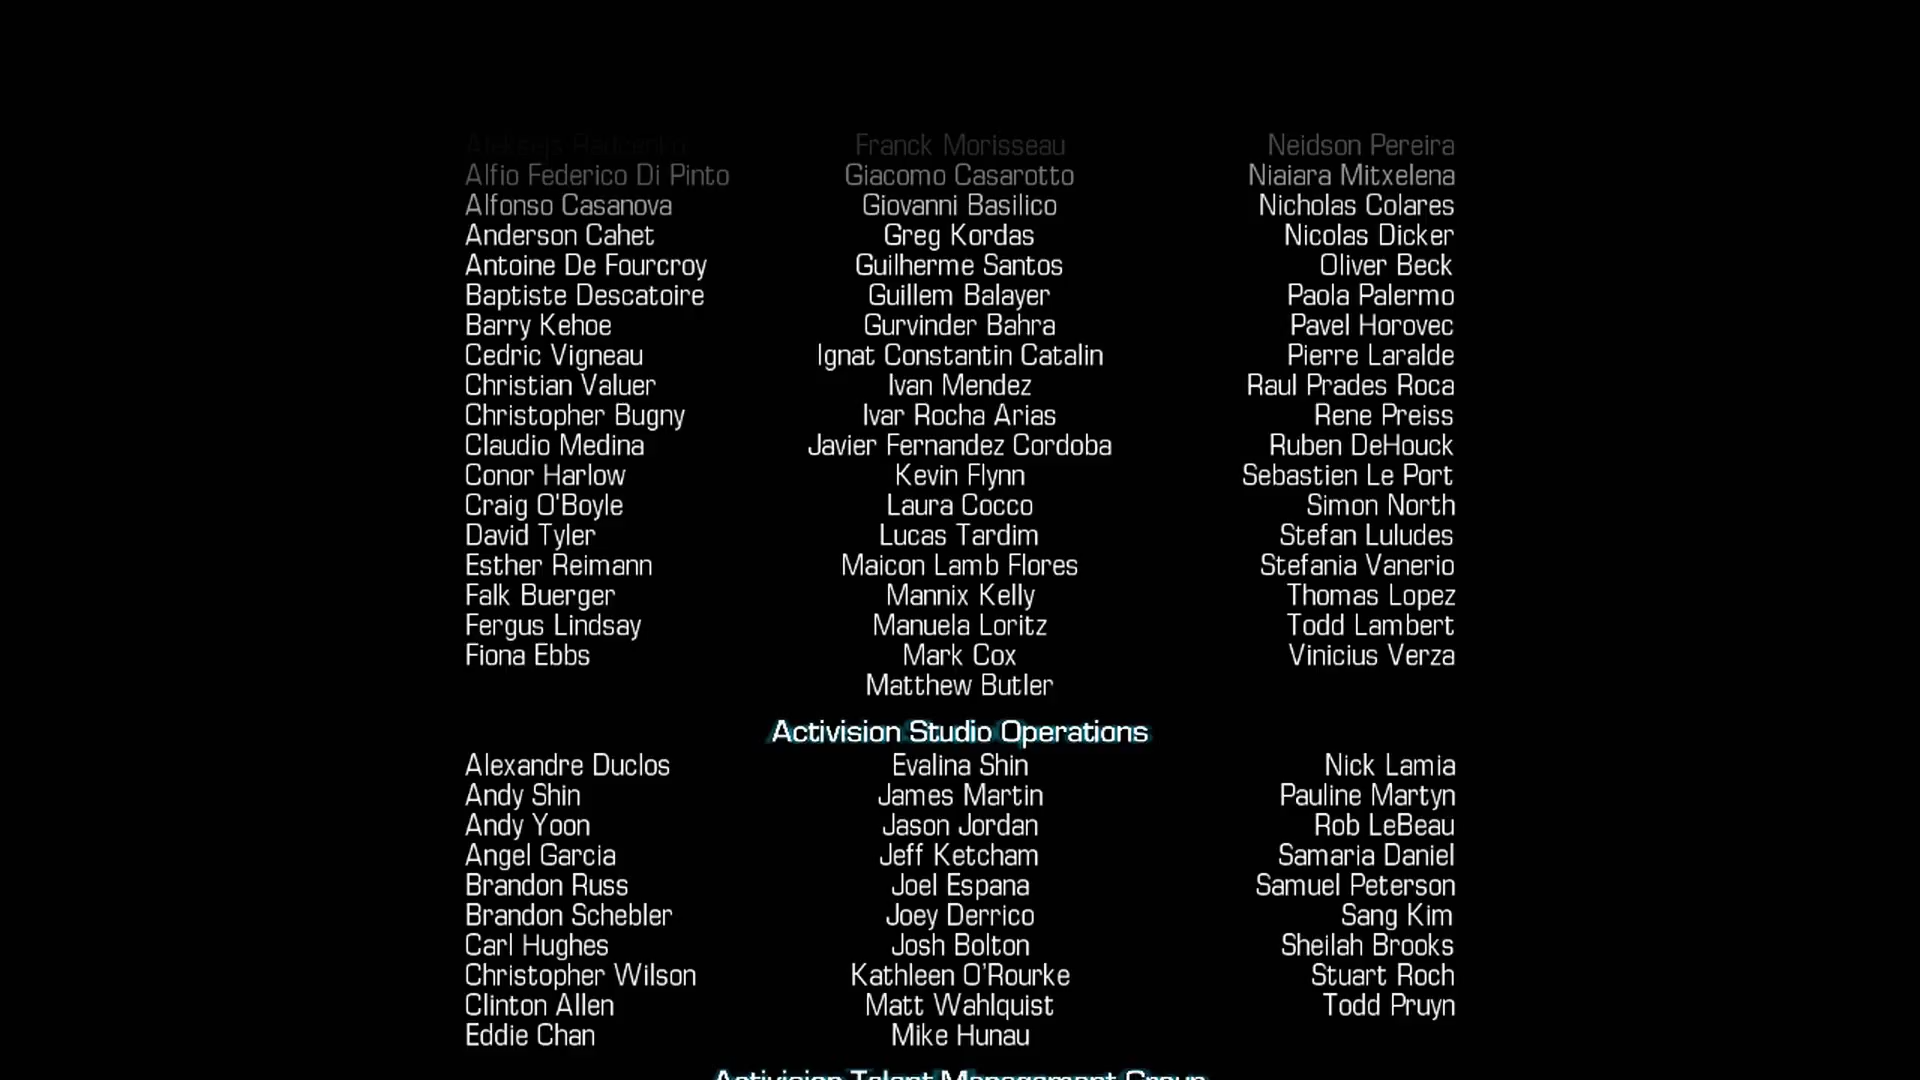 Aleksejs Radcenko Franck Morisseau Neidson Pereira
Alfio Federico Di Pinto Giacomo Casarotto Niaiara Mitxelena
Alfonso Casanova Giovanni Basilico Nicholas Colares
Anderson Cahet Greg Kordas Nicolas Dicker
Antoine De Fourcroy Guilherme Santos Oliver Beck
Baptiste Descatoire Guillem Balayer Paola Palermo
Barry Kehoe Gurvinder Bahra Pavel Horovec
Cedric Vigneau Ignat Constantin Catalin Pierre Laralde
Christian Valuer Ivan Mendez Raul Prades Roca
Christopher Bugny Ivar Rocha Arias Rene Preiss
Claudio Medina Javier Fernandez Cordoba Ruben DeHouck
Conor Harlow Kevin Flynn Sebastien Le Port
Craig O'Boyle Laura Cocco Simon North
David Tyler Lucas Tardim Stefan Luludes
Esther Reimann Maicon Lamb Flores Stefania Vanerio
Falk Buerger Mannix Kelly Thomas Lopez
Fergus Lindsay Manuela Loritz Todd Lambert
Fiona Ebbs Mark Cox Vinicius Verza
Matthew Butler
Activision Studio Operations
Alexandre Duclos Evalina Shin Nick Lamia
Andy Shin James Martin Pauline Martyn
Andy Yoon Jason Jordan Rob LeBeau
Angel Garcia Jeff Ketcham Samaria Daniel
Brandon Russ Joel Espana Samuel Peterson
Brandon Schebler Joey Derrico Sang Kim
Carl Hughes Josh Bolton Sheilah Brooks
Christopher Wilson Kathleen O'Rourke Stuart Roch
Clinton Allen Matt Wahlquist Todd Pruyn
Eddie Chan Mike Hunau
Activision Talent Management Group